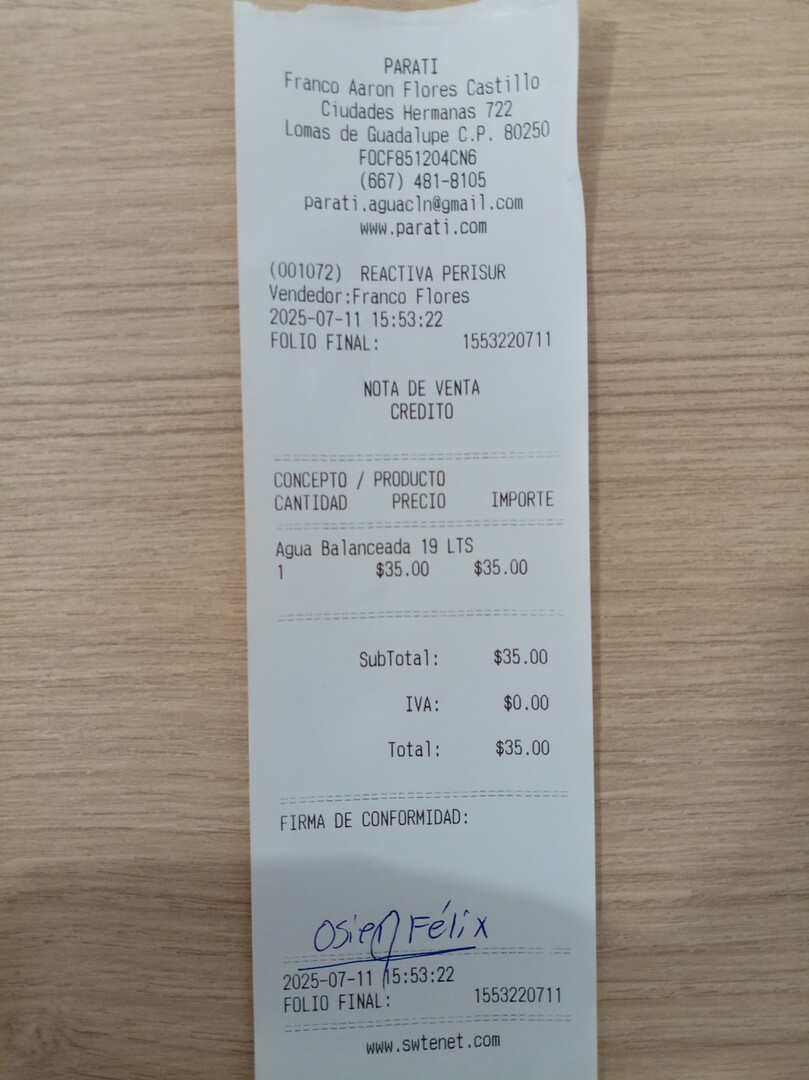 PARATI
Franco Aaron Flores Castillo
Ciudades Hermanas 722
Lomas de Guadalupe C.P. 80250
FOCF851204CN6
(667) 481-8105
parati.aguacln@gmail.com
www.parati.com
(001072) REACTIVA PERISUR
Vendedor:Franco Flores
2025-07-11 15:53:22
FOLIO FINAL: 1553220711
NOTA DE VENTA
CREDITO
CONCEPTO / PRODUCTO
CANTIDAD PRECIO IMPORTE
Agua Balanceada 19 LTS
1 $35.00 $35.00
SubTotal: $35.00
IVA: $0.00
Total: $35.00
FIRMA DE CONFORMIDAD:
Félix
2025-07-11 15:53:22
FOLIO FINAL: 1553220711
www.swtenet.com